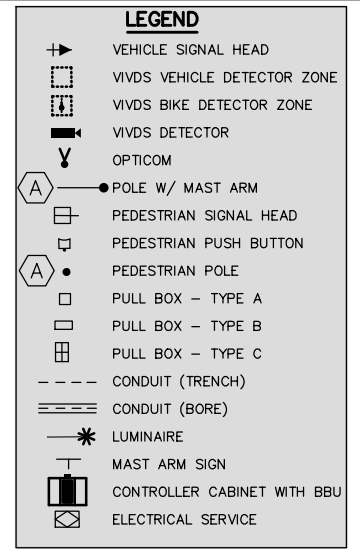 LEGEND
VEHICLE SIGNAL HEAD
VIVDS VEHICLE DETECTOR ZONE
VIVDS BIKE DETECTOR ZONE
VIVDS DETECTOR
OPTICOM
A POLE W/ MAST ARM
PEDESTRIAN SIGNAL HEAD
PEDESTRIAN PUSH BUTTON
A PEDESTRIAN POLE
PULL BOX – TYPE A
PULL BOX – TYPE B
PULL BOX – TYPE C
CONDUIT (TRENCH)
CONDUIT (BORE)
LUMINAIRE
MAST ARM SIGN
CONTROLLER CABINET WITH BBU
ELECTRICAL SERVICE